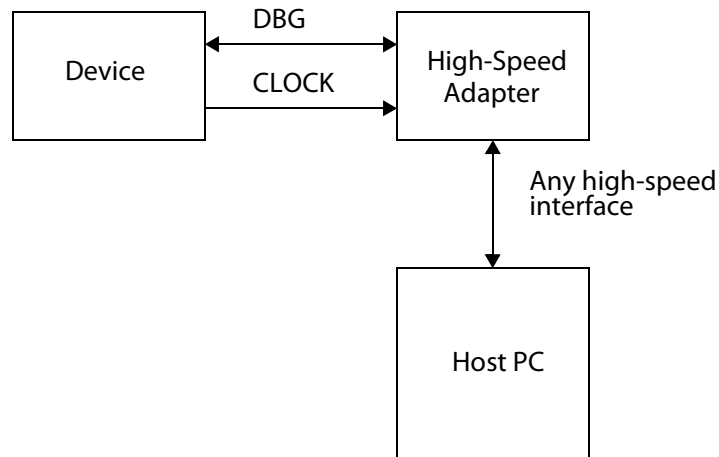 DBG
Device
CLOCK
High-Speed
Adapter
Any high-speed
interface
Host PC